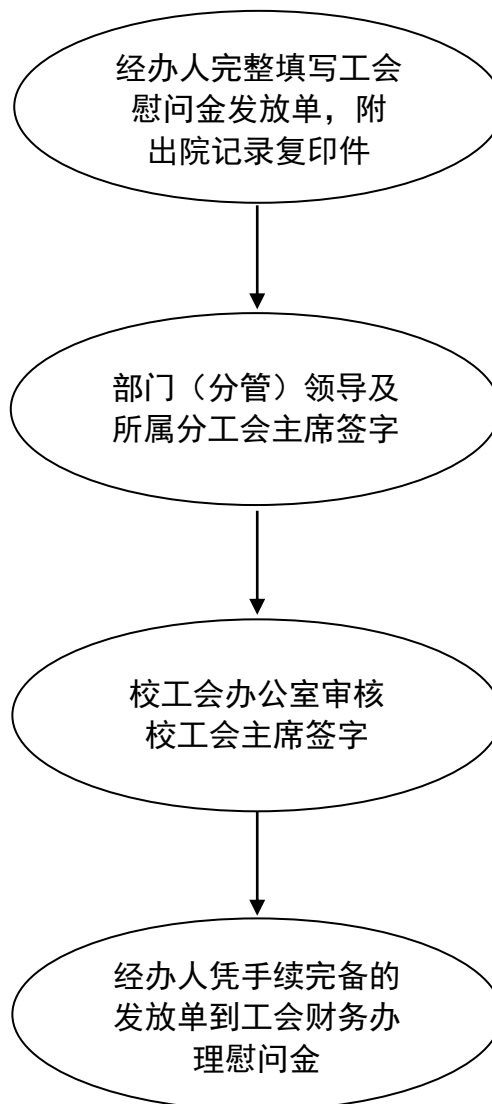 经办人完整填写工会
慰问金发放单，附
出院记录复印件
部门（分管）领导及
所属分工会主席签字
校工会办公室审核
校工会主席签字
经办人凭手续完备的
发放单到工会财务办
理慰问金